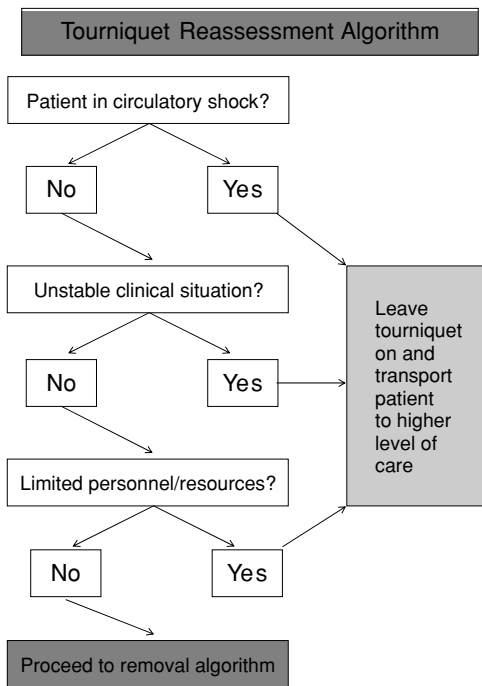 Tourniquet Reassessment Algorithm
Patient in circulatory shock?
No
Yes
Unstable clinical situation?
No
Yes
Leave
tourniquet
on and
transport
patient
to higher
level of
care
Limited personnel/resources?
No
Yes
Proceed to removal algorithm